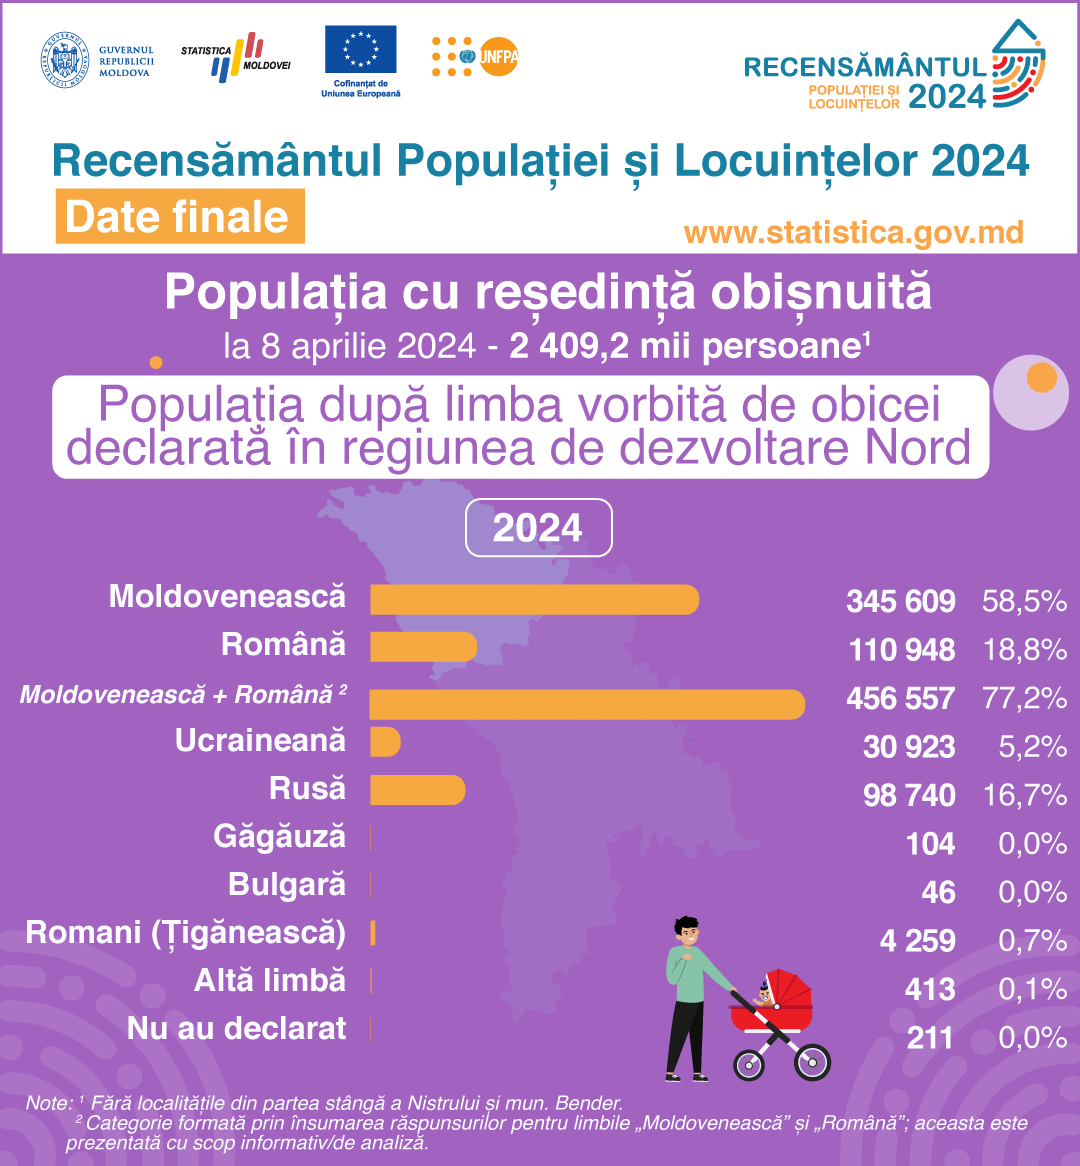 GUVERNUL
REPUBLICII
MOLDOVA
STATISTICA
MOLDOVEI
Cofinanțat de
Uniunea Europeană
UNFPA
RECENSĂMÂNTUL
POPULAȚIEI ȘI
LOCUINȚELOR
2024
Recensământul Populației și Locuințelor 2024
Date finale
www.statistica.gov.md
Populația cu reședință obișnuită
la 8 aprilie 2024 - 2 409,2 mii persoane¹
Populația după limba vorbită de obicei
declarată în regiunea de dezvoltare Nord
2024
Moldovenească 345 609 58,5%
Română 110 948 18,8%
Moldovenească + Română ² 456 557 77,2%
Ucraineană 30 923 5,2%
Rusă 98 740 16,7%
Găgăuză 104 0,0%
Bulgară 46 0,0%
Romani (Țigănească) 4 259 0,7%
Altă limbă 413 0,1%
Nu au declarat 211 0,0%
Note: ¹ Fără localitățile din partea stângă a Nistrului și mun. Bender.
² Categorie formată prin însumarea răspunsurilor pentru limbile „Moldovenească” și „Română”; aceasta este
prezentată cu scop informativ/de analiză.